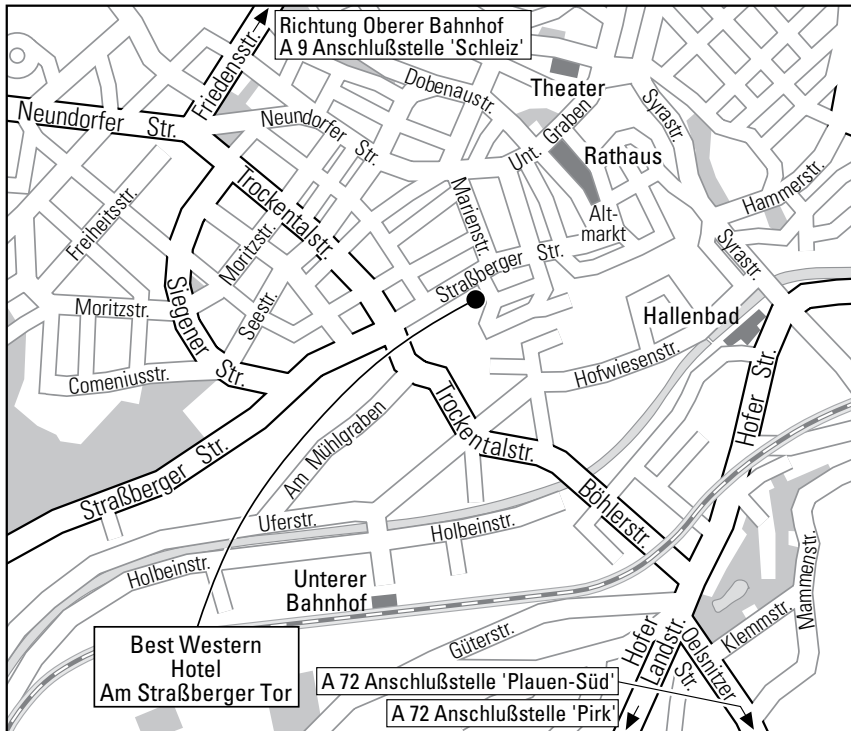 Richtung Oberer Bahnhof
A 9 Anschlußstelle 'Schleiz'
Friedensstr.
Neundorfer Str.
Neundorfer Str.
Dobenaustr.
Theater
Unt. Graben
Syrastr.
Rathaus
Hammerstr.
Alt-
markt
Marienstr.
Trockentalstr.
Freiheitsstr.
Moritzstr.
Straßberger Str.
Syrastr.
Siegener Str.
Moritzstr.
Seestr.
Hallenbad
Comeniusstr.
Hofwiesenstr.
Hofer Str.
Trockentalstr.
Am Mühlgraben
Straßberger Str.
Böhlerstr.
Uferstr.
Holbeinstr.
Holbeinstr.
Unterer
Bahnhof
Mammenstr.
Klemmstr.
Güterstr.
Hofer
Landstr.
Oelsnitzer
Str.
Best Western
Hotel
Am Straßberger Tor
A 72 Anschlußstelle 'Plauen-Süd'
A 72 Anschlußstelle 'Pirk'